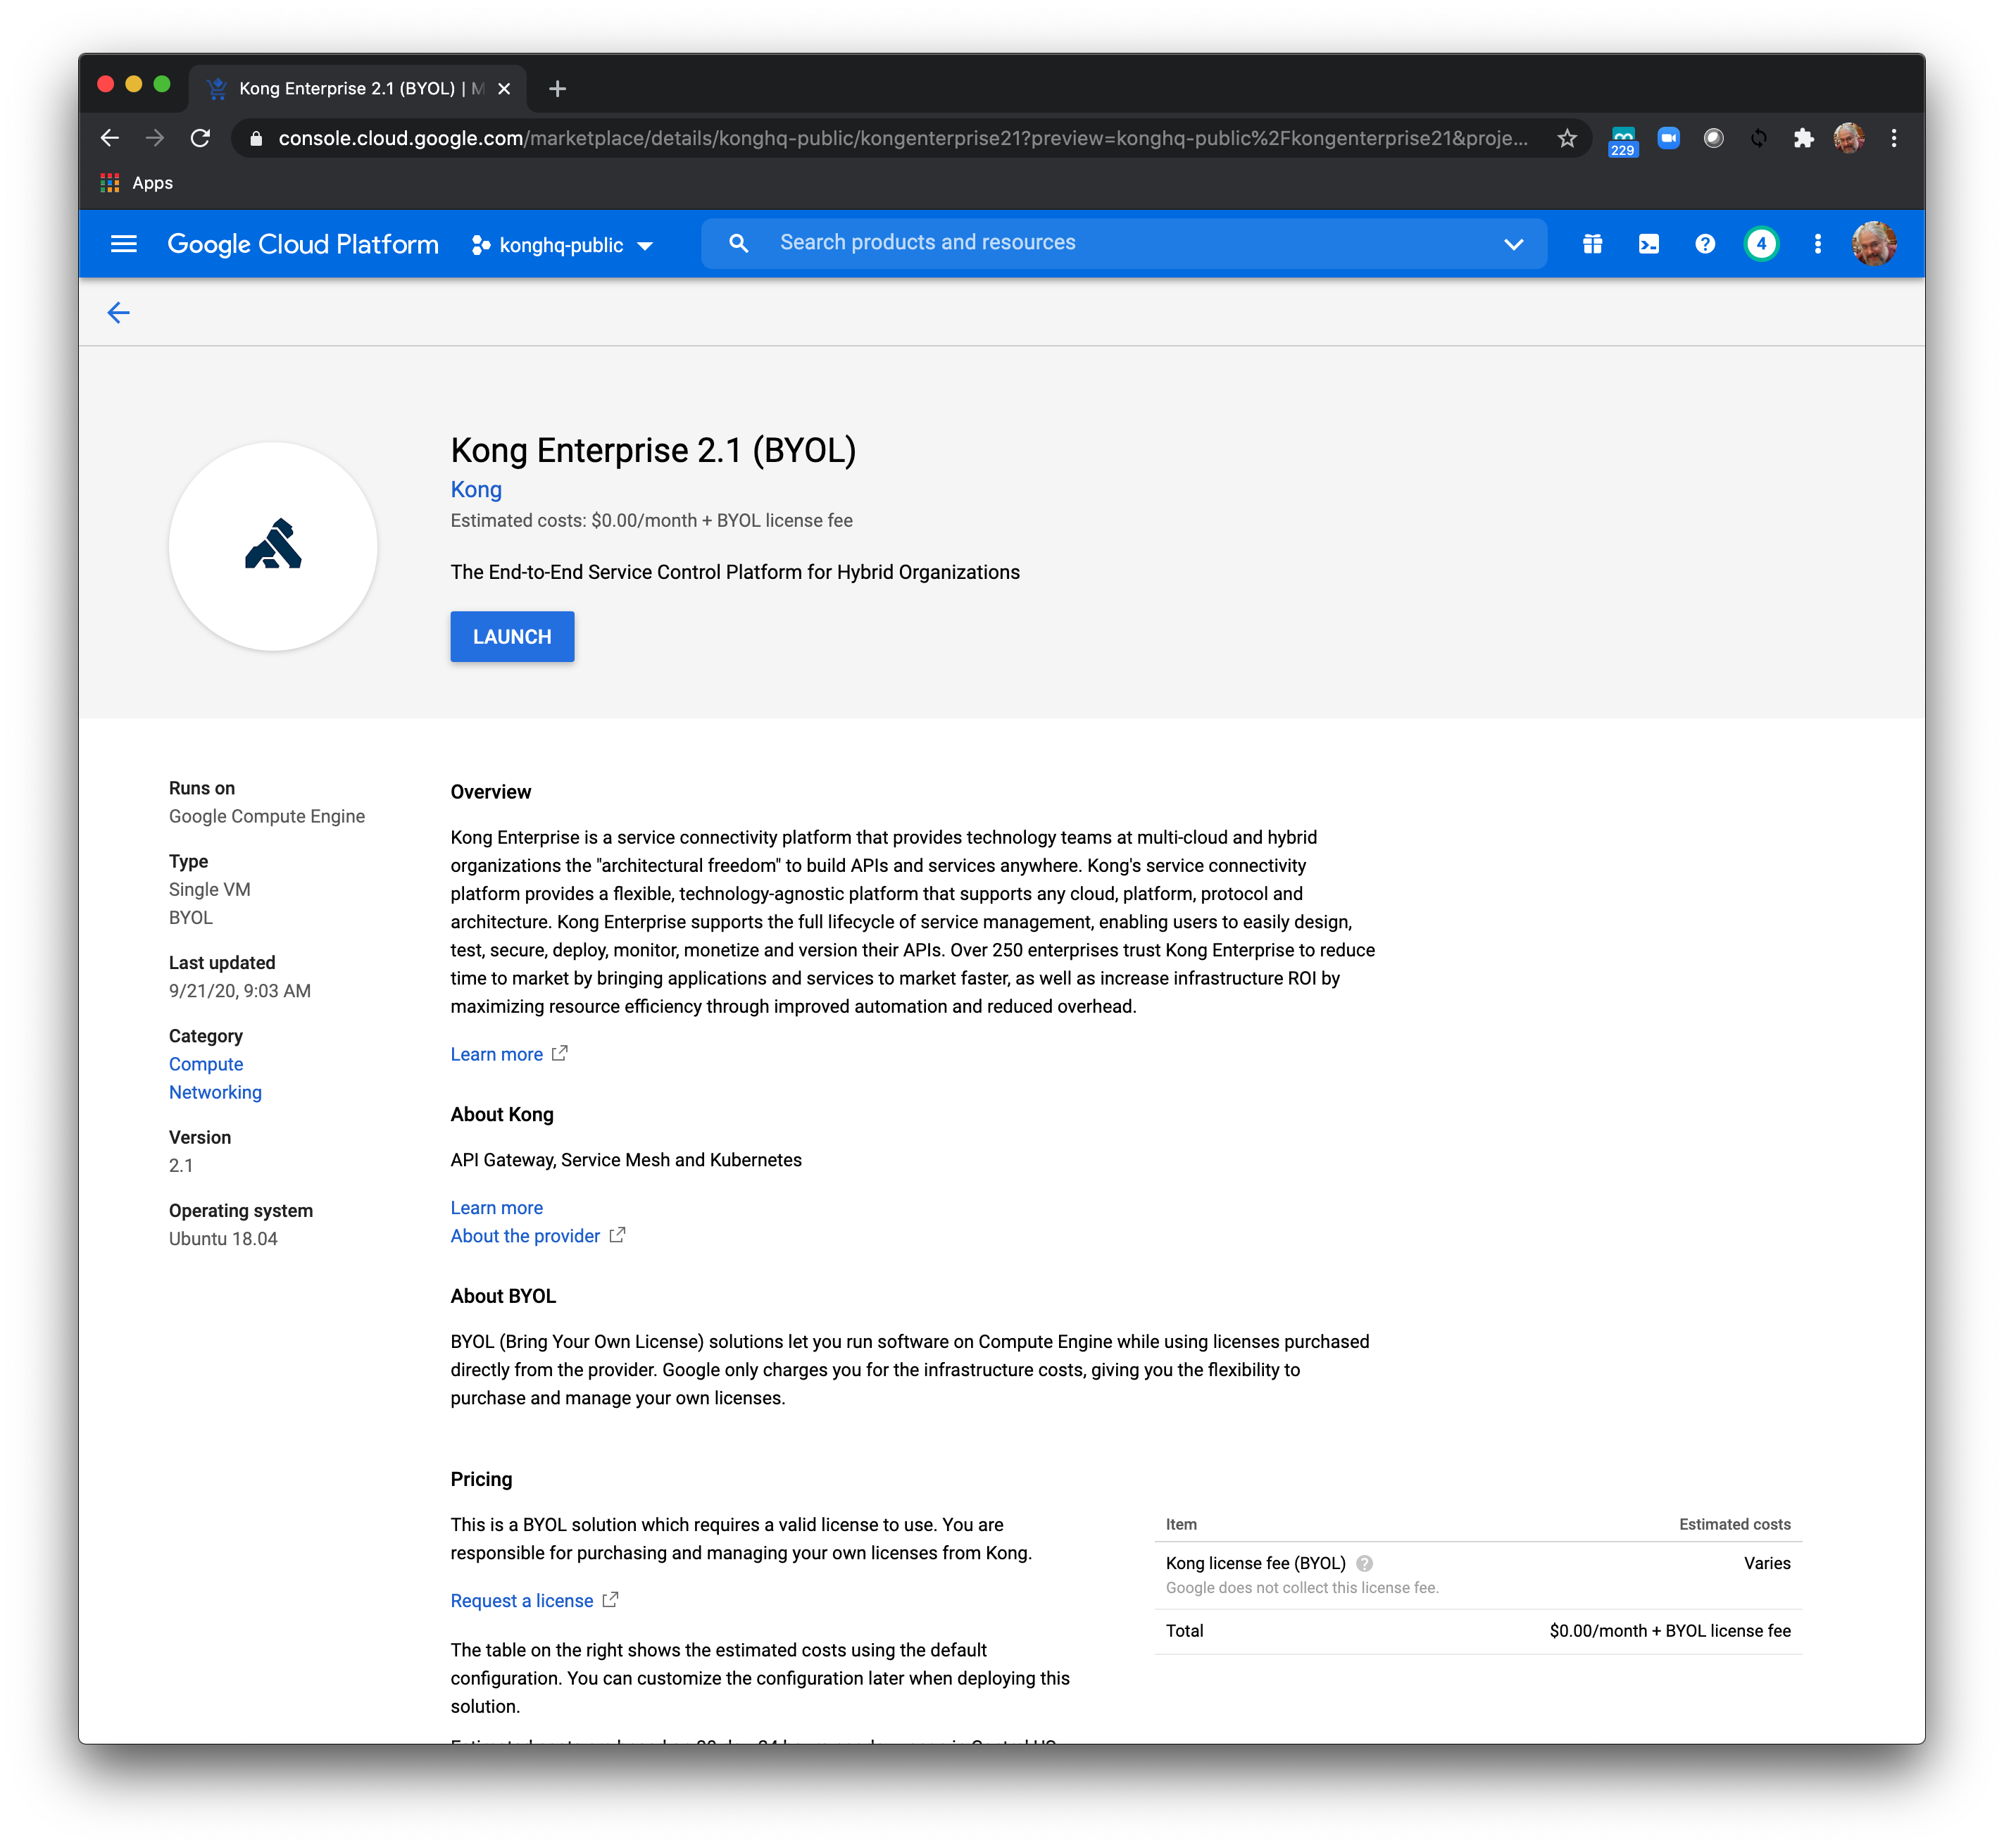 Kong Enterprise 2.1 (BYOL) | M
console.cloud.google.com/marketplace/details/konghq-public/kongenterprise21?preview=konghq-public%2Fkongenterprise21&proje...
229
Apps
Google Cloud Platform
konghq-public
Search products and resources
4
Kong Enterprise 2.1 (BYOL)
Kong
Estimated costs: $0.00/month + BYOL license fee
The End-to-End Service Control Platform for Hybrid Organizations
LAUNCH
Runs on
Google Compute Engine
Type
Single VM
BYOL
Last updated
9/21/20, 9:03 AM
Category
Compute
Networking
Version
2.1
Operating system
Ubuntu 18.04
Overview
Kong Enterprise is a service connectivity platform that provides technology teams at multi-cloud and hybrid
organizations the "architectural freedom" to build APIs and services anywhere. Kong's service connectivity
platform provides a flexible, technology-agnostic platform that supports any cloud, platform, protocol and
architecture. Kong Enterprise supports the full lifecycle of service management, enabling users to easily design,
test, secure, deploy, monitor, monetize and version their APIs. Over 250 enterprises trust Kong Enterprise to reduce
time to market by bringing applications and services to market faster, as well as increase infrastructure ROI by
maximizing resource efficiency through improved automation and reduced overhead.
Learn more
About Kong
API Gateway, Service Mesh and Kubernetes
Learn more
About the provider
About BYOL
BYOL (Bring Your Own License) solutions let you run software on Compute Engine while using licenses purchased
directly from the provider. Google only charges you for the infrastructure costs, giving you the flexibility to
purchase and manage your own licenses.
Pricing
This is a BYOL solution which requires a valid license to use. You are
responsible for purchasing and managing your own licenses from Kong.
Request a license
The table on the right shows the estimated costs using the default
configuration. You can customize the configuration later when deploying this
solution.
Item Estimated costs
Kong license fee (BYOL) ? Varies
Google does not collect this license fee.
Total $0.00/month + BYOL license fee